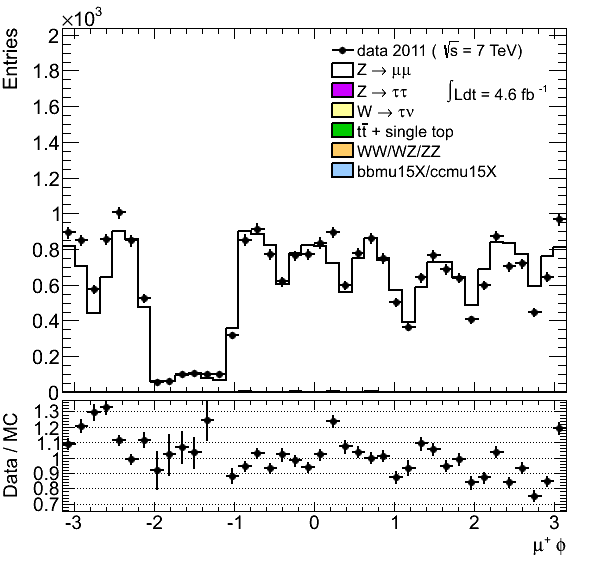 ×10³
Entries
2
1.8
1.6
1.4
1.2
1
0.8
0.6
0.4
0.2
0
data 2011 ( √s = 7 TeV)
Z → μμ
Z → ττ
W → τν
tt̄ + single top
WW/WZ/ZZ
bbmu15X/ccmu15X
∫Ldt = 4.6 fb⁻¹
Data / MC
1.3
1.2
1.1
1
0.9
0.8
0.7
-3 -2 -1 0 1 2 3
μ⁺ ϕ